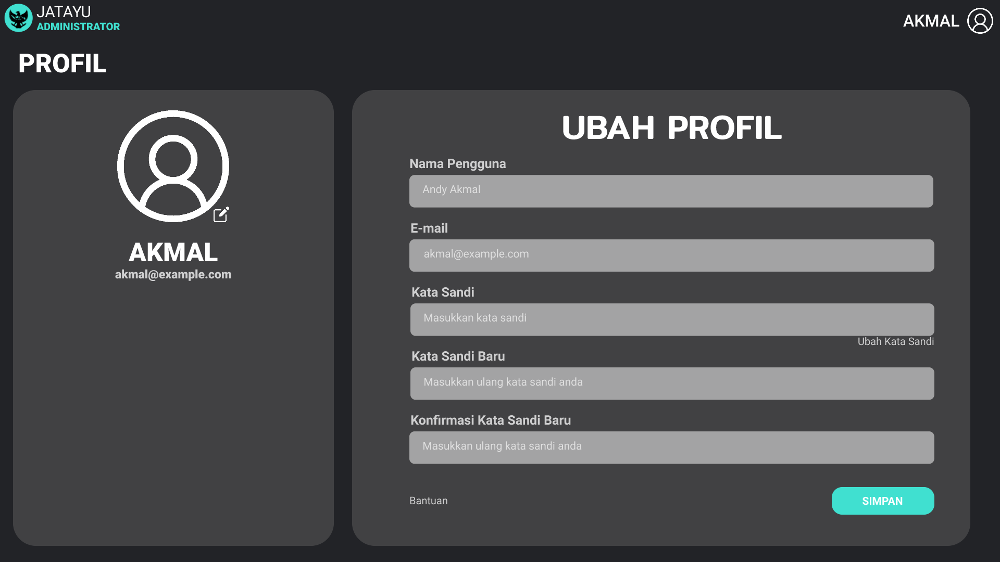 JATAYU
ADMINISTRATOR
AKMAL
PROFIL
AKMAL
akmal@example.com
UBAH PROFIL
Nama Pengguna
Andy Akmal
E-mail
akmal@example.com
Kata Sandi
Masukkan kata sandi
Ubah Kata Sandi
Kata Sandi Baru
Masukkan ulang kata sandi anda
Konfirmasi Kata Sandi Baru
Masukkan ulang kata sandi anda
Bantuan
SIMPAN